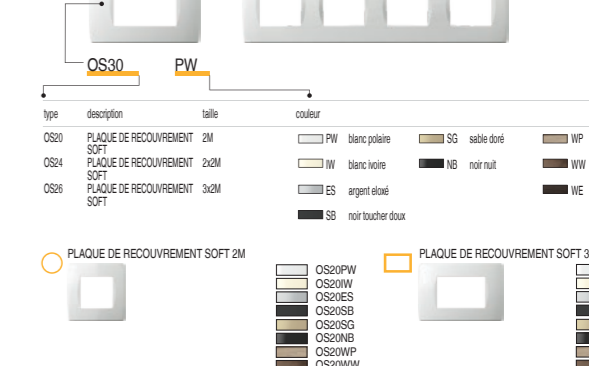 OS30 PW
type description taille couleur
OS20 PLAQUE DE RECOUVREMENT 2M PW blanc polaire SG sable doré WP
SOFT
OS24 PLAQUE DE RECOUVREMENT 2x2M IW blanc ivoire NB noir nuit WW
SOFT
OS26 PLAQUE DE RECOUVREMENT 3x2M ES argent eloxé WE
SOFT
SB noir toucher doux
PLAQUE DE RECOUVREMENT SOFT 2M PLAQUE DE RECOUVREMENT SOFT 3
OS20PW
OS20IW
OS20ES
OS20SB
OS20SG
OS20NB
OS20WP
OS20WW